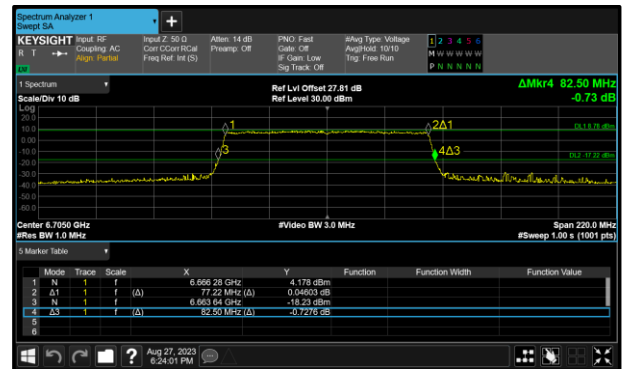 Spectrum Analyzer 1
Swept SA
+
KEYSIGHT Input: RF Input Z: 50 Ω Atten: 14 dB PNO: Fast #Avg Type: Voltage 1 2 3 4 5 6
R T Coupling: AC Corr CCorr RCal Preamp: Off Gate: Off Avg|Hold: 10/10 M W W W W W
Align: Partial Freq Ref: Int (S) IF Gain: Low Trig: Free Run
LXI Sig Track: Off P N N N N N
1 Spectrum Ref Lvl Offset 27.81 dB ΔMkr4 82.50 MHz
Scale/Div 10 dB Ref Level 30.00 dBm -0.73 dB
Log
20.0
10.0 1 2Δ1 DL1 8.78 dBm
0.00
-10.0 3 4Δ3 DL2 -17.22 dBm
-20.0
-30.0
-40.0
-50.0
-60.0
Center 6.7050 GHz #Video BW 3.0 MHz Span 220.0 MHz
#Res BW 1.0 MHz #Sweep 1.00 s (1001 pts)
5 Marker Table
Mode Trace Scale X Y Function Function Width Function Value
1 N 1 f 6.666 28 GHz 4.178 dBm
2 Δ1 1 f (Δ) 77.22 MHz (Δ) 0.04603 dB
3 N 1 f 6.663 64 GHz -18.23 dBm
4 Δ3 1 f (Δ) 82.50 MHz (Δ) -0.7276 dB
5
6
? Aug 27, 2023
6:24:01 PM